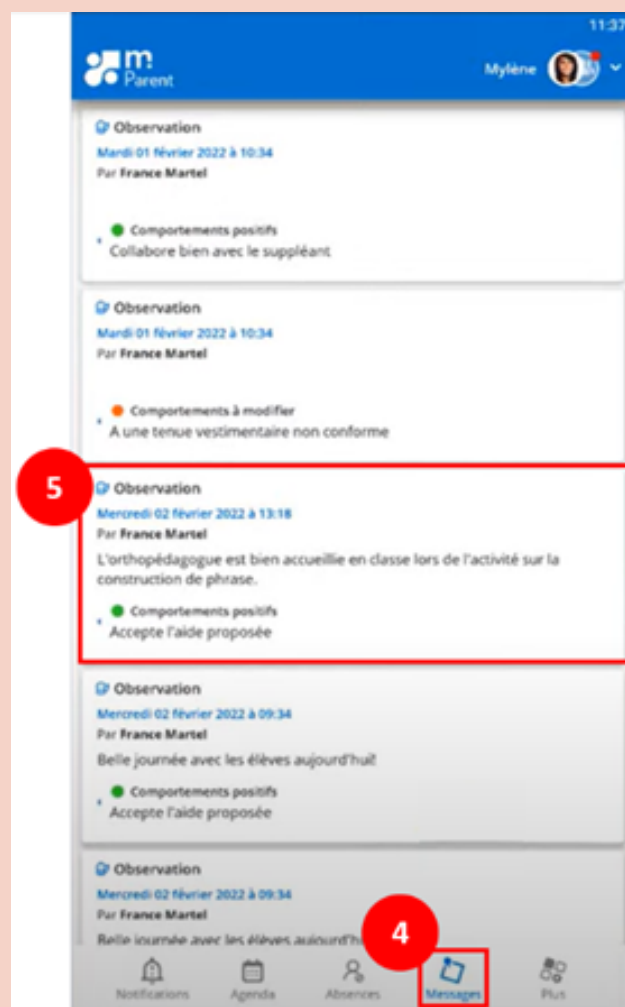 11:37
m
Parent
Mylène
Observation
Mardi 01 février 2022 à 10:34
Par France Martel
Comportements positifs
Collabore bien avec le suppléant
Observation
Mardi 01 février 2022 à 10:34
Par France Martel
Comportements à modifier
A une tenue vestimentaire non conforme
5
Observation
Mercredi 02 février 2022 à 13:18
Par France Martel
L'orthopédagogue est bien accueillie en classe lors de l'activité sur la
construction de phrase.
Comportements positifs
Accepte l'aide proposée
Observation
Mercredi 02 février 2022 à 09:34
Par France Martel
Belle journée avec les élèves aujourd'hui!
Comportements positifs
Accepte l'aide proposée
Observation
Mercredi 02 février 2022 à 09:34
Par France Martel
Belle journée avec les élèves
4
Notifications Agenda Absences Messages Plus